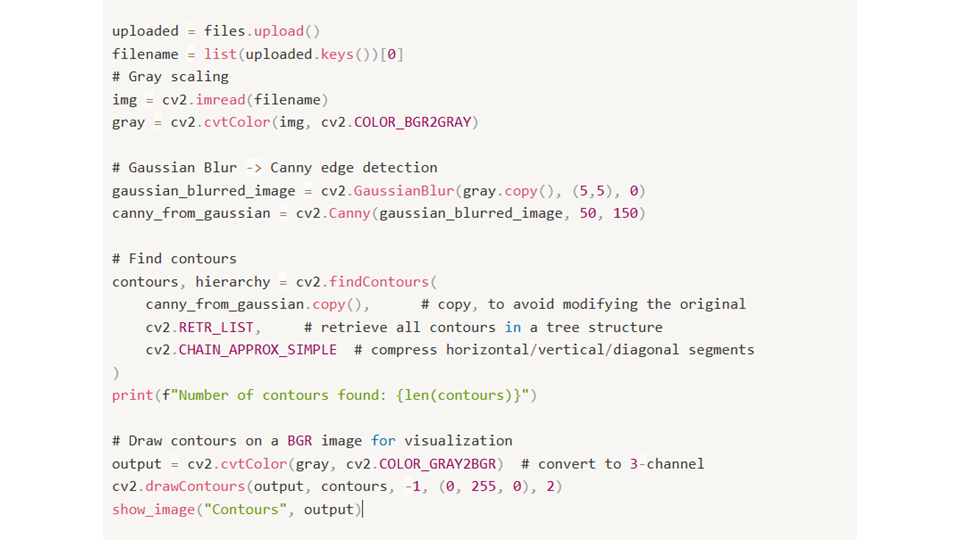 uploaded = files.upload()
filename = list(uploaded.keys())[0]
# Gray scaling
img = cv2.imread(filename)
gray = cv2.cvtColor(img, cv2.COLOR_BGR2GRAY)
# Gaussian Blur -> Canny edge detection
gaussian_blurred_image = cv2.GaussianBlur(gray.copy(), (5,5), 0)
canny_from_gaussian = cv2.Canny(gaussian_blurred_image, 50, 150)
# Find contours
contours, hierarchy = cv2.findContours(
    canny_from_gaussian.copy(),      # copy, to avoid modifying the original
    cv2.RETR_LIST,     # retrieve all contours in a tree structure
    cv2.CHAIN_APPROX_SIMPLE  # compress horizontal/vertical/diagonal segments
)
print(f"Number of contours found: {len(contours)}")
# Draw contours on a BGR image for visualization
output = cv2.cvtColor(gray, cv2.COLOR_GRAY2BGR)  # convert to 3-channel
cv2.drawContours(output, contours, -1, (0, 255, 0), 2)
show_image("Contours", output)